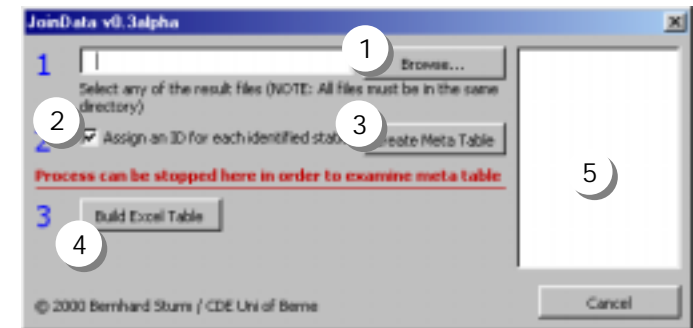 JoinData v0.3alpha
1
1 Browse...
Select any of the result files (NOTE: All files must be in the same
directory)
2
2 Assign an ID for each identified 3 Meta Table
Process can be stopped here in order to examine meta table
5
3 Build Excel Table
4
© 2000 Bernhard Sturm / CDE Uni of Berne Cancel